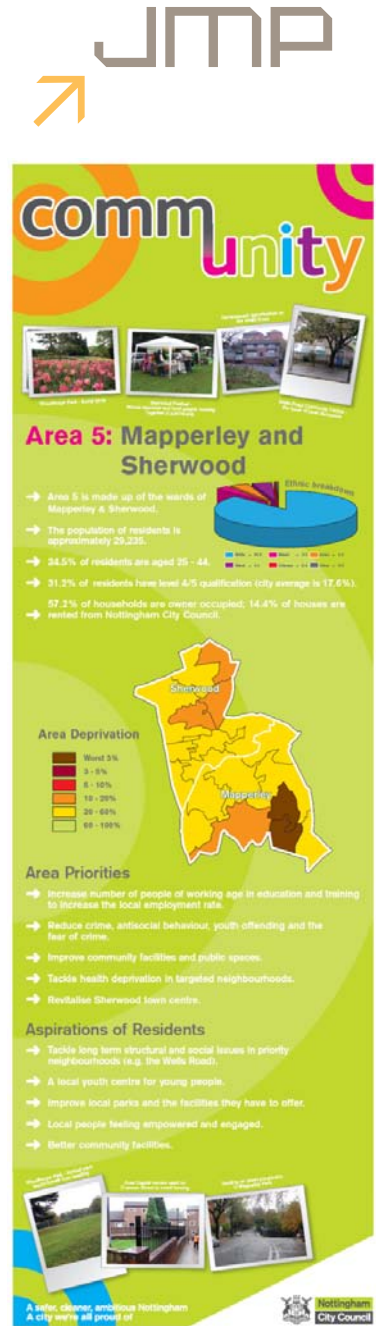 JMP
community
Area 5: Mapperley and
Sherwood
Ethnic breakdown
Area 5 is made up of the wards of
Mapperley & Sherwood.
The population of residents is
approximately 29,235.
34.5% of residents are aged 25 - 44.
31.2% of residents have level 4/5 qualification (city average is 17.6%).
57.2% of households are owner occupied; 14.4% of houses are
rented from Nottingham City Council.
Sherwood
Area Deprivation
Worst 3%
3 - 5%
5 - 10%
10 - 20%
20 - 60%
60 - 100%
Mapperley
Area Priorities
Increase number of people of working age in education and training
to increase the local employment rate.
Reduce crime, antisocial behaviour, youth offending and the
fear of crime.
Improve community facilities and public spaces.
Tackle health deprivation in targeted neighbourhoods.
Revitalise Sherwood town centre.
Aspirations of Residents
Tackle long term structural and social issues in priority
neighbourhoods (e.g. the Wells Road).
A local youth centre for young people.
Improve local parks and the facilities they have to offer.
Local people feeling empowered and engaged.
Better community facilities.
A safer, cleaner, ambitious Nottingham
A city we're all proud of
Nottingham
City Council